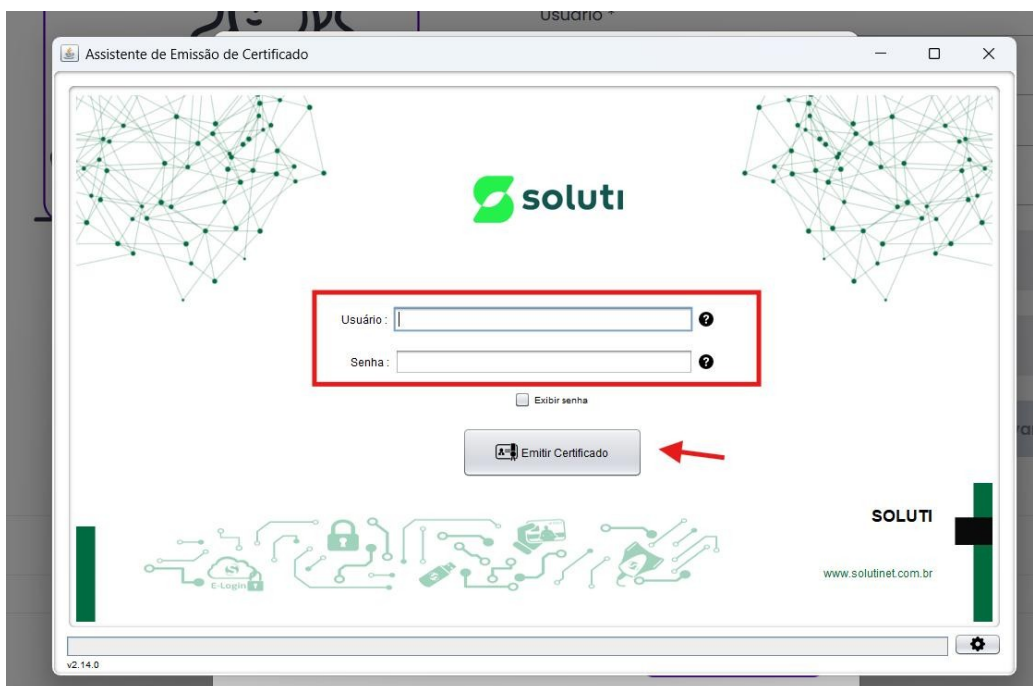 Usuário *
Assistente de Emissão de Certificado
soluti
Usuário :
Senha :
Exibir senha
Emitir Certificado
SOLUTI
E-Login
www.solutinet.com.br
v2.14.0